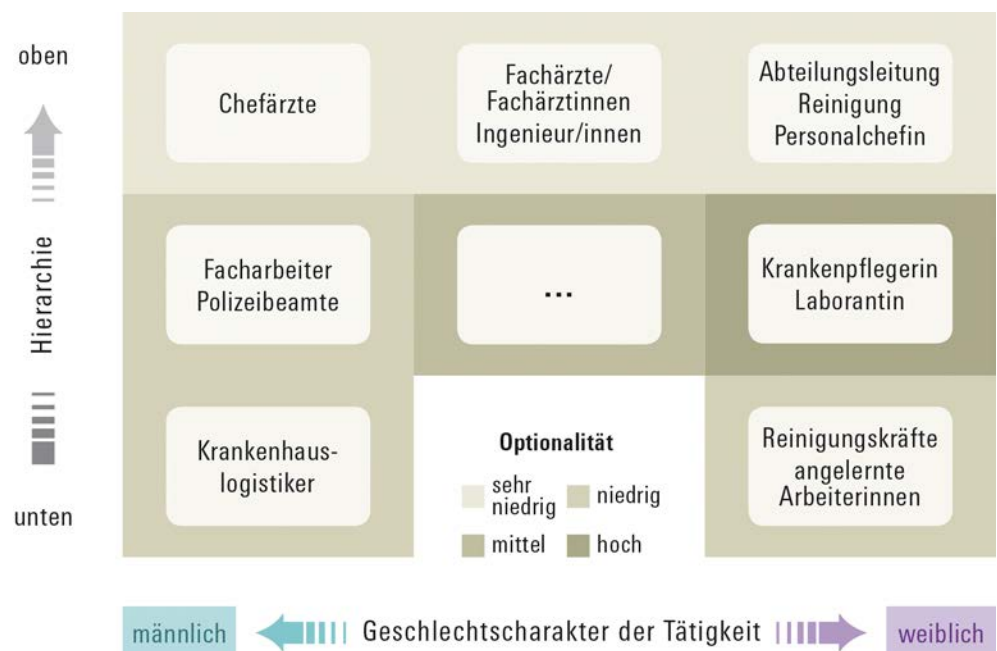 oben
Chefärzte
Fachärzte/
Fachärztinnen
Ingenieur/innen
Abteilungsleitung
Reinigung
Personalchefin
Hierarchie
Facharbeiter
Polizeibeamte
...
Krankenpflegerin
Laborantin
Krankenhaus-
logistiker
Optionalität
sehr
niedrig
niedrig
mittel
hoch
Reinigungskräfte
angelernte
Arbeiterinnen
unten
männlich
Geschlechtscharakter der Tätigkeit
weiblich